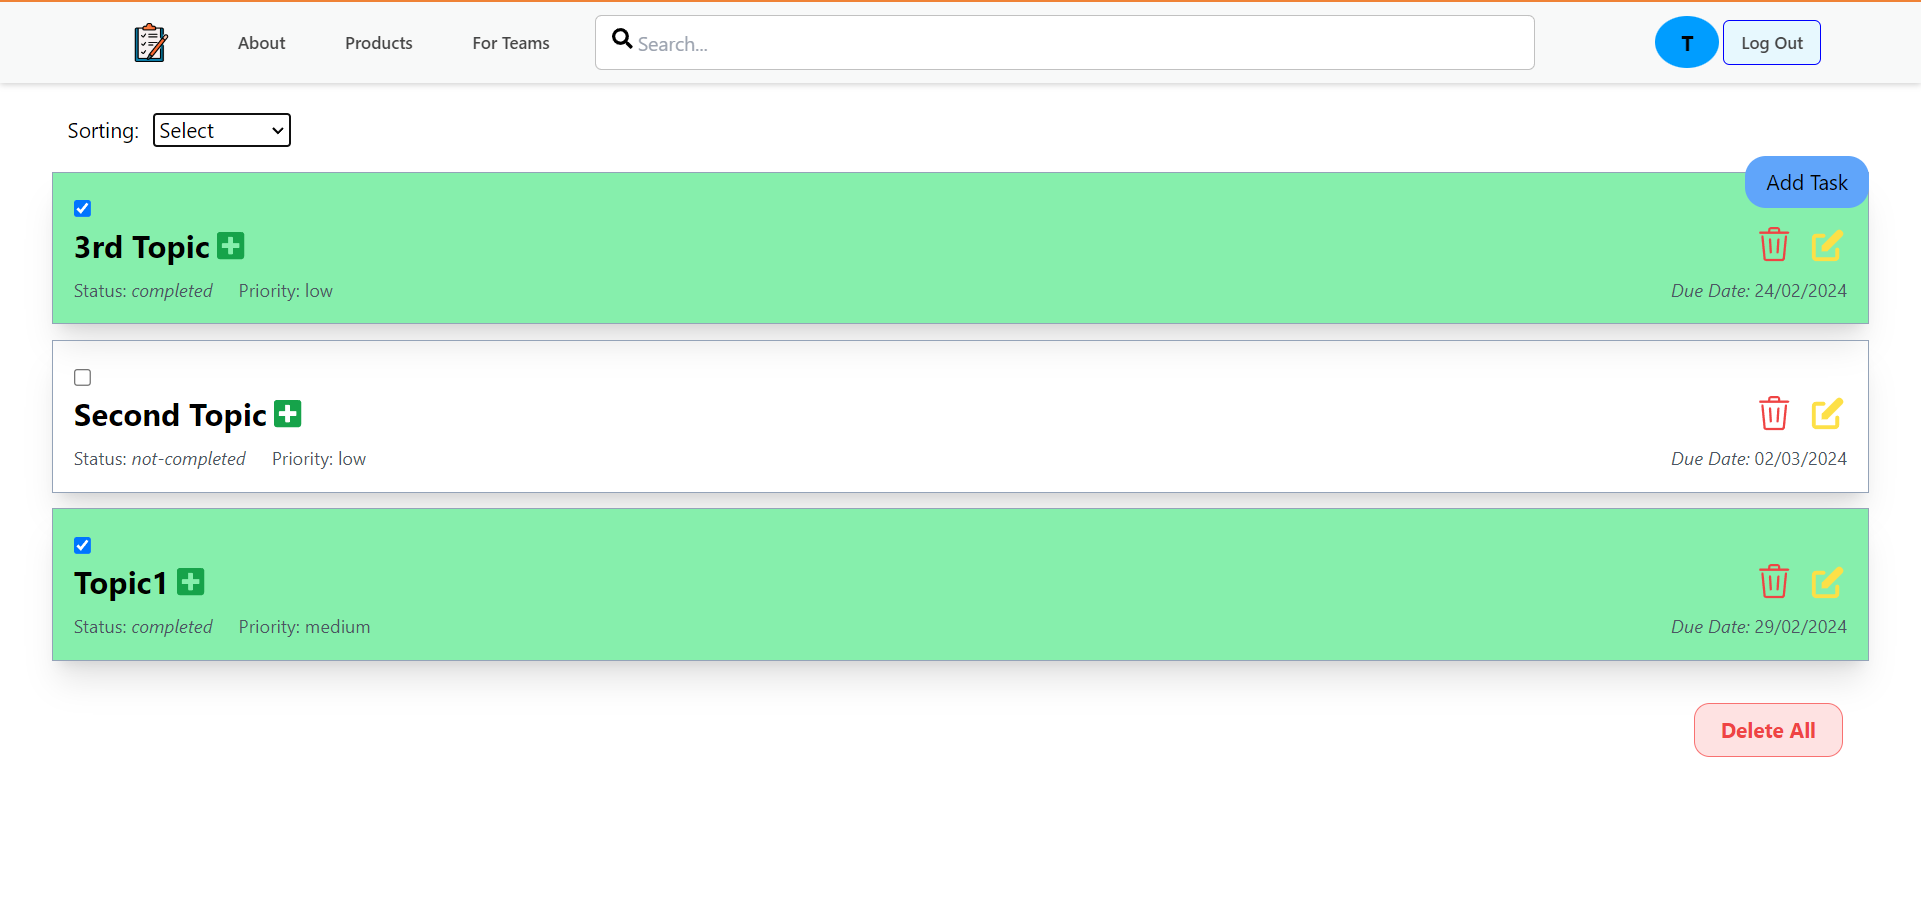 About Products For Teams Search... T Log Out
Sorting: Select
Add Task
3rd Topic
Status: completed Priority: low Due Date: 24/02/2024
Second Topic
Status: not-completed Priority: low Due Date: 02/03/2024
Topic1
Status: completed Priority: medium Due Date: 29/02/2024
Delete All